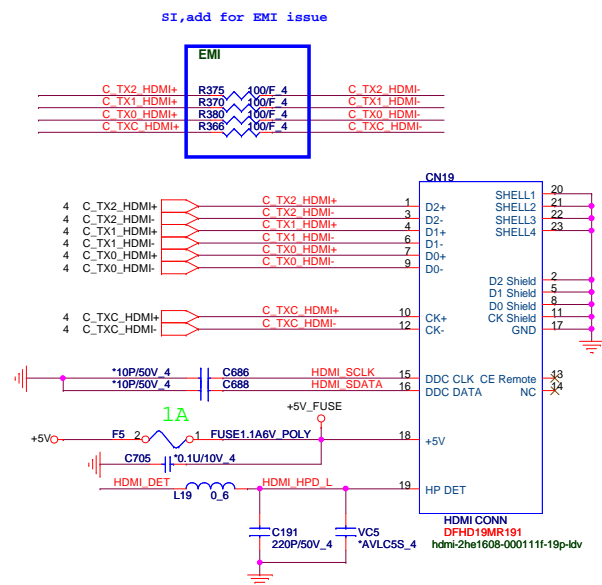 SI,add for EMI issue
EMI
C_TX2_HDMI+ R375 100/F_4 C_TX2_HDMI-
C_TX1_HDMI+ R370 100/F_4 C_TX1_HDMI-
C_TX0_HDMI+ R380 100/F_4 C_TX0_HDMI-
C_TXC_HDMI+ R366 100/F_4 C_TXC_HDMI-
CN19
SHELL1 20
SHELL2 21
SHELL3 22
SHELL4 23
4 C_TX2_HDMI+ C_TX2_HDMI+ 1 D2+
4 C_TX2_HDMI- C_TX2_HDMI- 3 D2-
4 C_TX1_HDMI+ C_TX1_HDMI+ 4 D1+
4 C_TX1_HDMI- C_TX1_HDMI- 6 D1-
4 C_TX0_HDMI+ C_TX0_HDMI+ 7 D0+
4 C_TX0_HDMI- C_TX0_HDMI- 9 D0-
D2 Shield 2
D1 Shield 5
D0 Shield 8
CK Shield 11
GND 17
4 C_TXC_HDMI+ C_TXC_HDMI+ 10 CK+
4 C_TXC_HDMI- C_TXC_HDMI- 12 CK-
*10P/50V_4 C686 HDMI_SCLK 15 DDC CLK CE Remote 13
*10P/50V_4 C688 HDMI_SDATA 16 DDC DATA NC 14
1A
+5V_FUSE
+5V F5 2 1 FUSE1.1A6V_POLY 18 +5V
C705 *0.1U/10V_4
HDMI_DET L19 0_6 HDMI_HPD_L 19 HP DET
C191
220P/50V_4
VC5
*AVLC5S_4
HDMI CONN
DFHD19MR191
hdmi-2he1608-000111f-19p-ldv